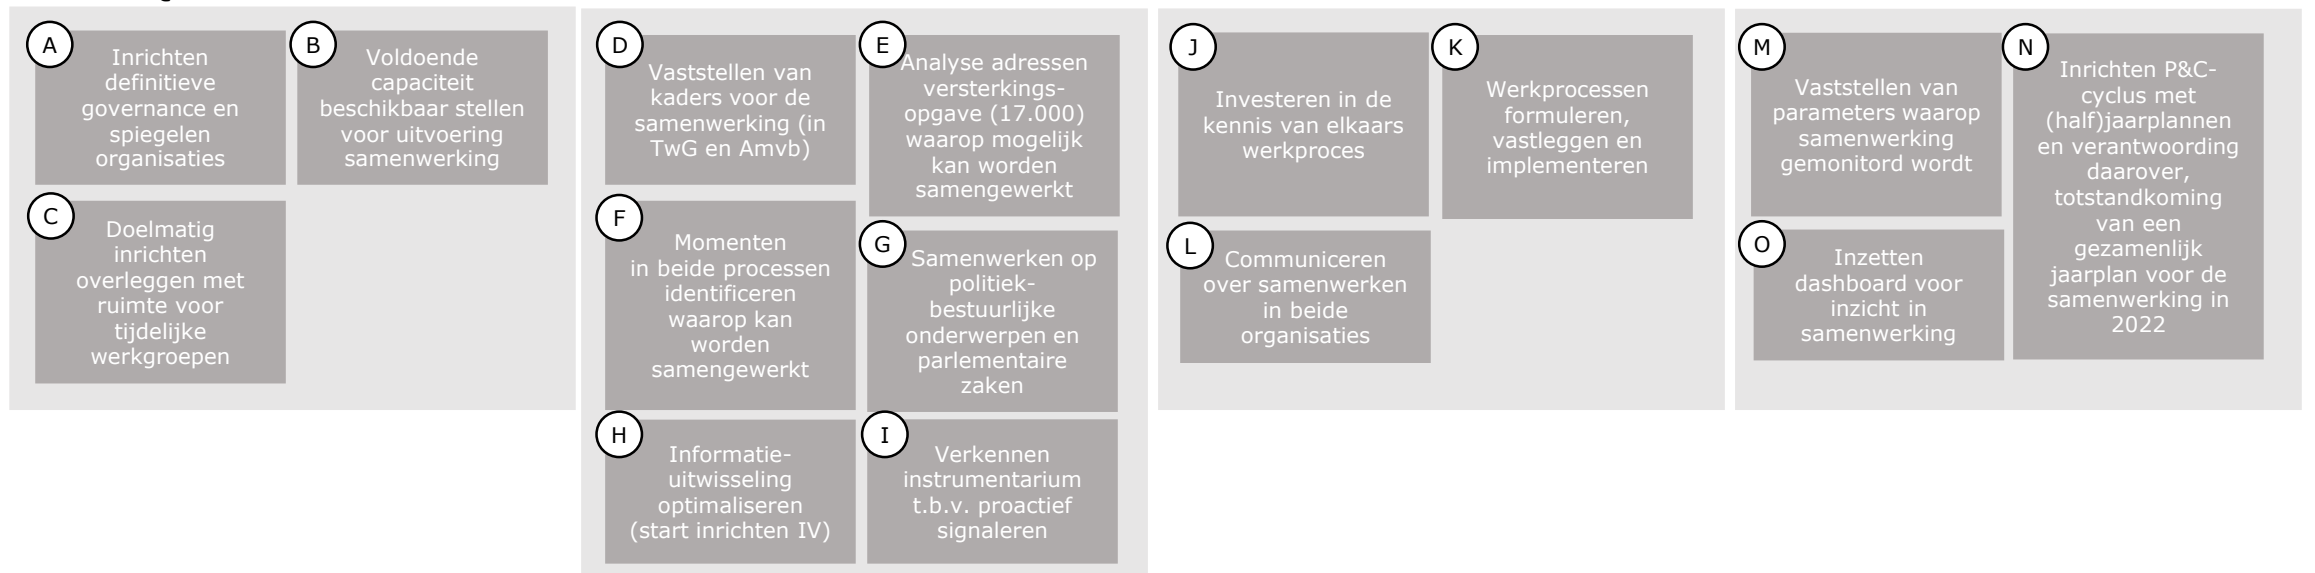 A
Inrichten
definitieve
governance en
spiegelen
organisaties
B
Voldoende
capaciteit
beschikbaar stellen
voor uitvoering
samenwerking
C
Doelmatig
inrichten
overleggen met
ruimte voor
tijdelijke
werkgroepen
D
Vaststellen van
kaders voor de
samenwerking (in
TwG en Amvb)
E
Analyse adressen
versterkings-
opgave (17.000)
waarop mogelijk
kan worden
samengewerkt
F
Momenten
in beide processen
identificeren
waarop kan
worden
samengewerkt
G
Samenwerken op
politiek-
bestuurlijke
onderwerpen en
parlementaire
zaken
H
Informatie-
uitwisseling
optimaliseren
(start inrichten IV)
I
Verkennen
instrumentarium
t.b.v. proactief
signaleren
J
Investeren in de
kennis van elkaars
werkproces
K
Werkprocessen
formuleren,
vastleggen en
implementeren
L
Communiceren
over samenwerken
in beide
organisaties
M
Vaststellen van
parameters waarop
samenwerking
gemonitord wordt
N
Inrichten P&C-
cyclus met
(half)jaarplannen
en verantwoording
daarover,
totstandkoming
van een
gezamenlijk
jaarplan voor de
samenwerking in
2022
O
Inzetten
dashboard voor
inzicht in
samenwerking